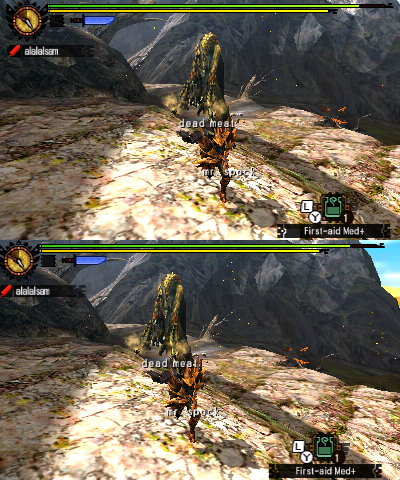 alalalsam
dead meat
mr. spock
L
Y
1
First-aid Med+
alalalsam
dead meat
mr. spock
L
Y
1
First-aid Med+